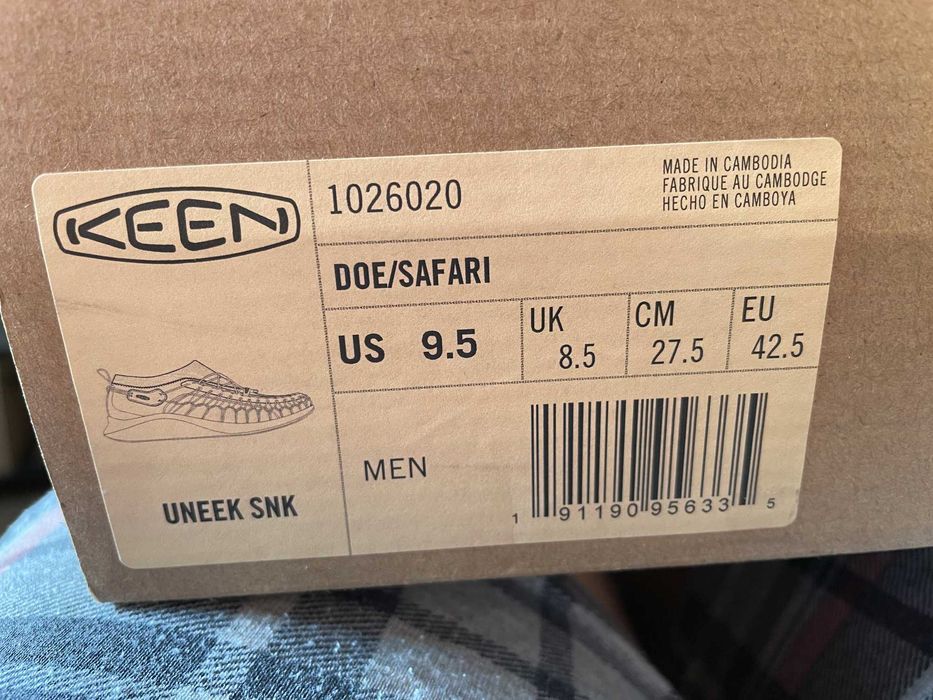 KEEN
1026020
MADE IN CAMBODIA
FABRIQUE AU CAMBODGE
HECHO EN CAMBOYA
DOE/SAFARI
US 9.5
UK 8.5
CM 27.5
EU 42.5
MEN
UNEEK SNK
1 91190 95633 5